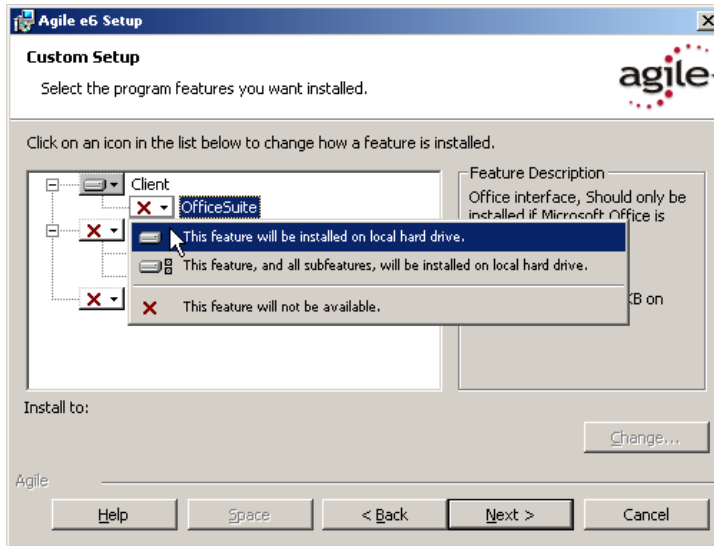 Agile e6 Setup
Custom Setup
Select the program features you want installed.
agile
Click on an icon in the list below to change how a feature is installed.
Client
OfficeSuite
Feature Description
Office interface, Should only be
installed if Microsoft Office is
This feature will be installed on local hard drive.
This feature, and all subfeatures, will be installed on local hard drive.
This feature will not be available.
KB on
Install to:
Change...
Agile
Help
Space
< Back
Next >
Cancel